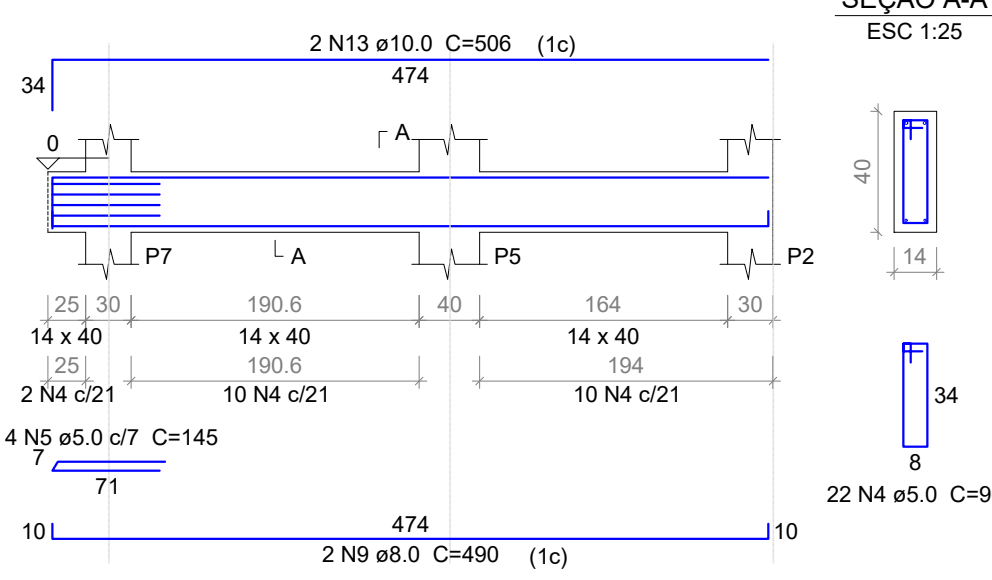 SEÇÃO A-A
ESC 1:25
2 N13 ø10.0 C=506 (1c)
474
34
A
0
40
P7
A
P5
P2
14
25 30 190.6 40 164 30
14 x 40 14 x 40 14 x 40
25 190.6 194
2 N4 c/21 10 N4 c/21 10 N4 c/21
34
4 N5 ø5.0 c/7 C=145
7
71
8
22 N4 ø5.0 C=9
10 474 10
2 N9 ø8.0 C=490 (1c)